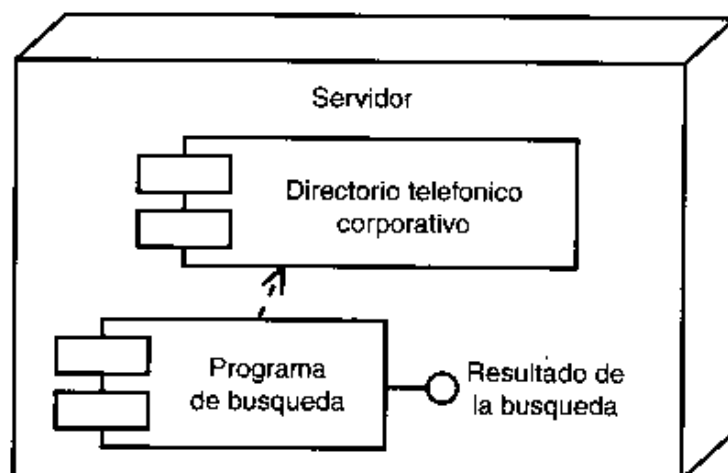 Servidor
Directorio telefonico
corporativo
Programa
de busqueda
Resultado de
la busqueda